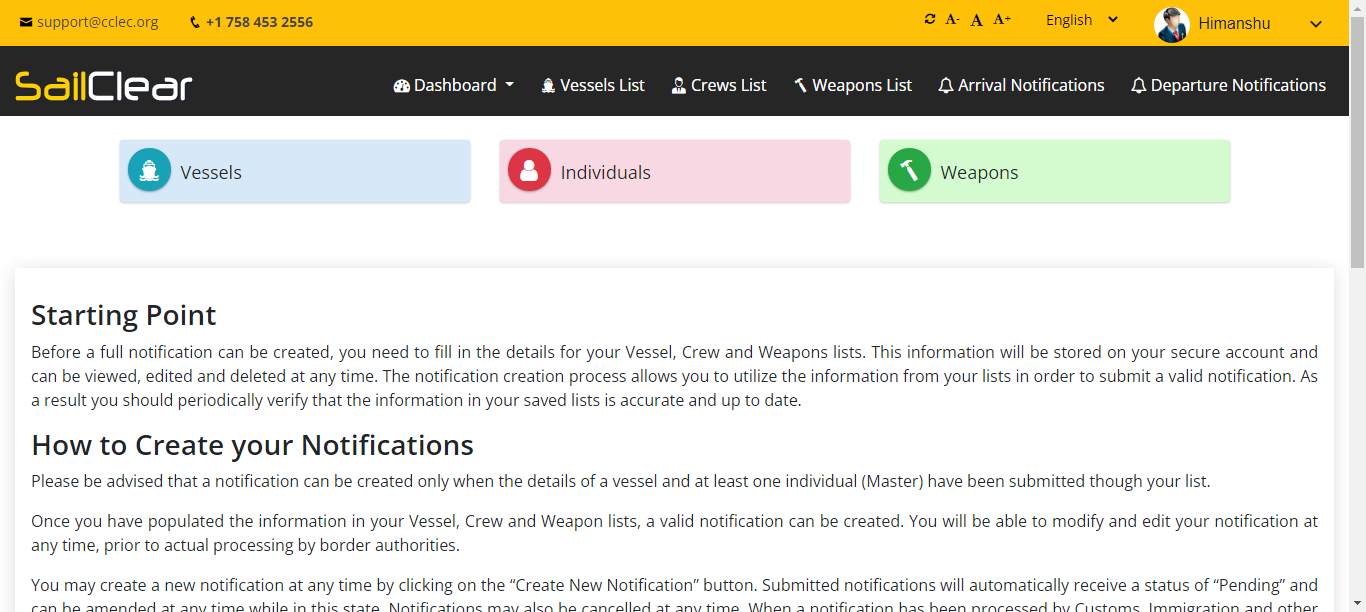 support@cclec.org +1 758 453 2556 A- A A+ English Himanshu
SailClear Dashboard Vessels List Crews List Weapons List Arrival Notifications Departure Notifications
Vessels Individuals Weapons
Starting Point
Before a full notification can be created, you need to fill in the details for your Vessel, Crew and Weapons lists. This information will be stored on your secure account and
can be viewed, edited and deleted at any time. The notification creation process allows you to utilize the information from your lists in order to submit a valid notification. As
a result you should periodically verify that the information in your saved lists is accurate and up to date.
How to Create your Notifications
Please be advised that a notification can be created only when the details of a vessel and at least one individual (Master) have been submitted though your list.
Once you have populated the information in your Vessel, Crew and Weapon lists, a valid notification can be created. You will be able to modify and edit your notification at
any time, prior to actual processing by border authorities.
You may create a new notification at any time by clicking on the “Create New Notification” button. Submitted notifications will automatically receive a status of “Pending” and
can be amended at any time while in this state. Notifications may also be cancelled at any time. When a notification has been processed by Customs, Immigration and other